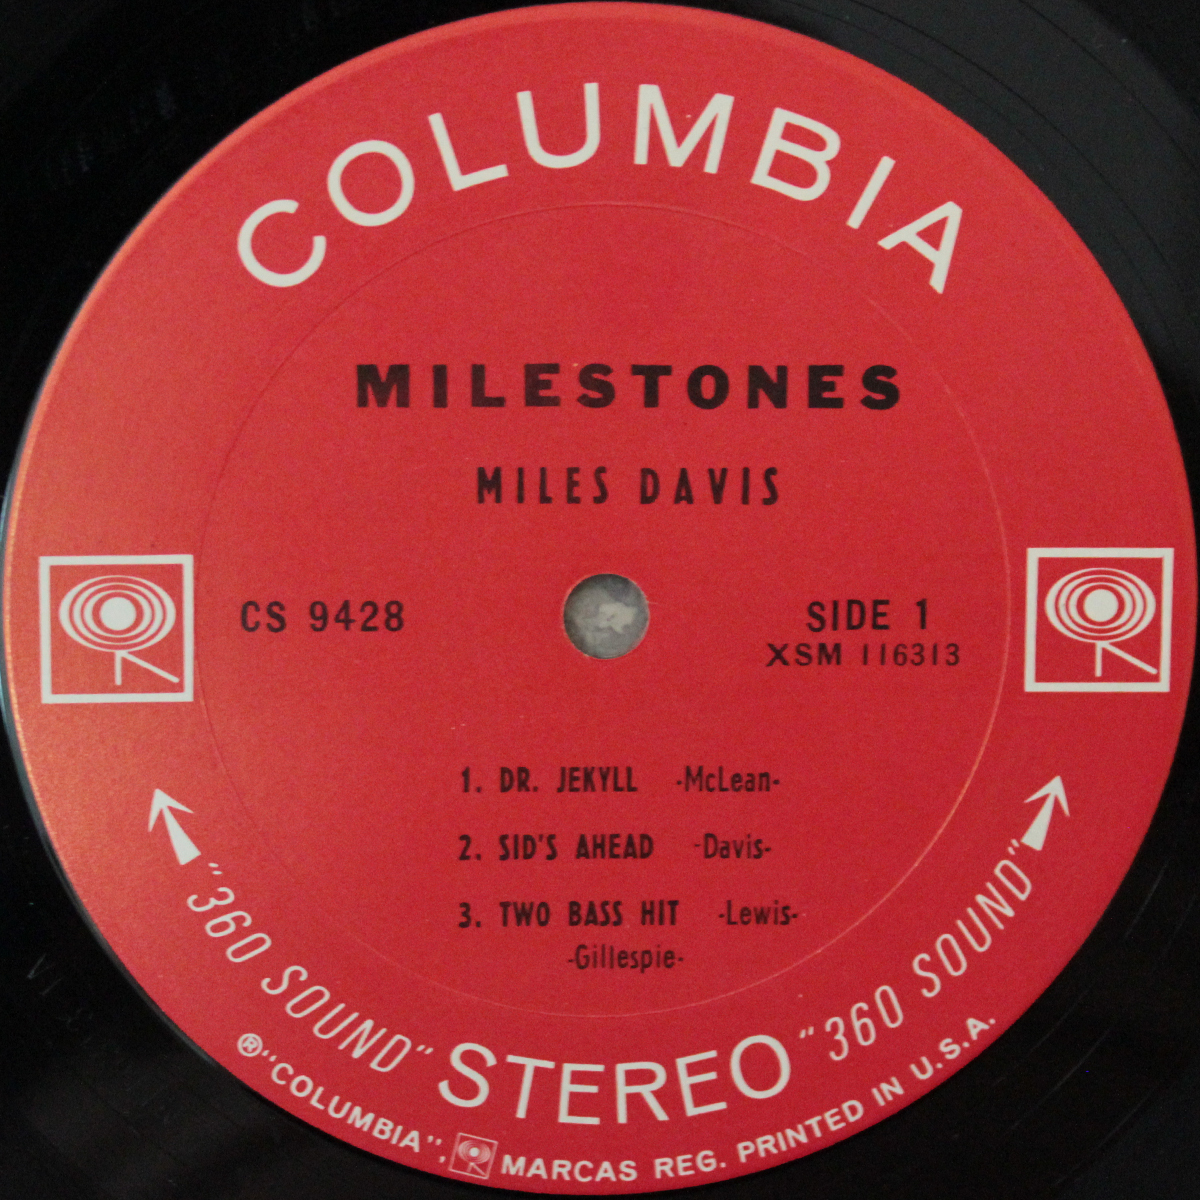 COLUMBIA
MILESTONES
MILES DAVIS
CS 9428
SIDE 1
XSM 116313
1. DR. JEKYLL -McLean-
2. SID'S AHEAD -Davis-
3. TWO BASS HIT -Lewis-
-Gillespie-
"360 SOUND" STEREO "360 SOUND"
®"COLUMBIA", MARCAS REG. PRINTED IN U.S.A.